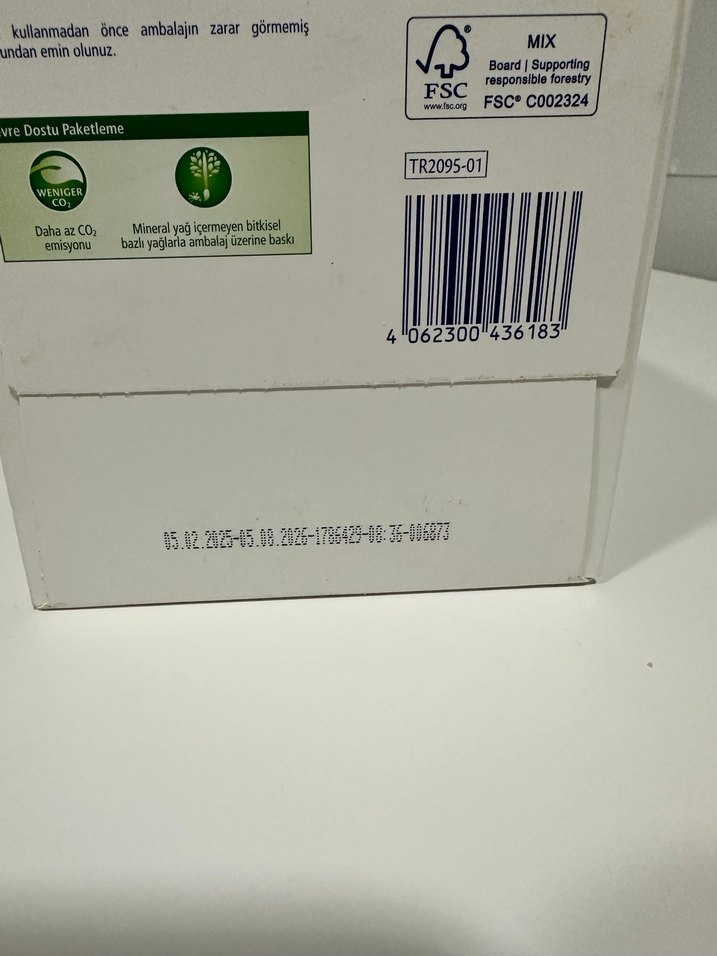 kullanmadan önce ambalajın zarar görmemiş
undan emin olunuz.
MIX
Board | Supporting
responsible forestry
FSC® C002324
®
FSC
www.fsc.org
vre Dostu Paketleme
WENIGER
CO₂
Daha az CO₂
emisyonu
Mineral yağ içermeyen bitkisel
bazlı yağlarla ambalaj üzerine baskı
TR2095-01
4 062300 436183
05.02.2025-05.08.2026-1786429-08:36-006873